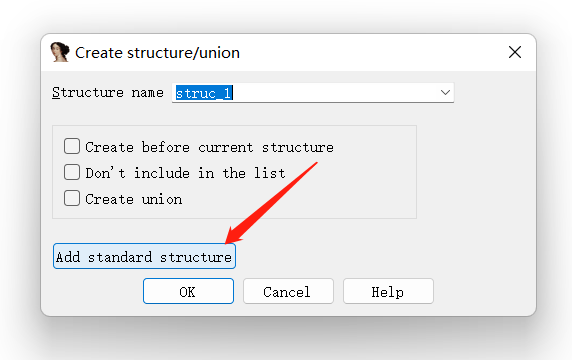 Create structure/union
Structure name struc_1
Create before current structure
Don't include in the list
Create union
Add standard structure
OK Cancel Help